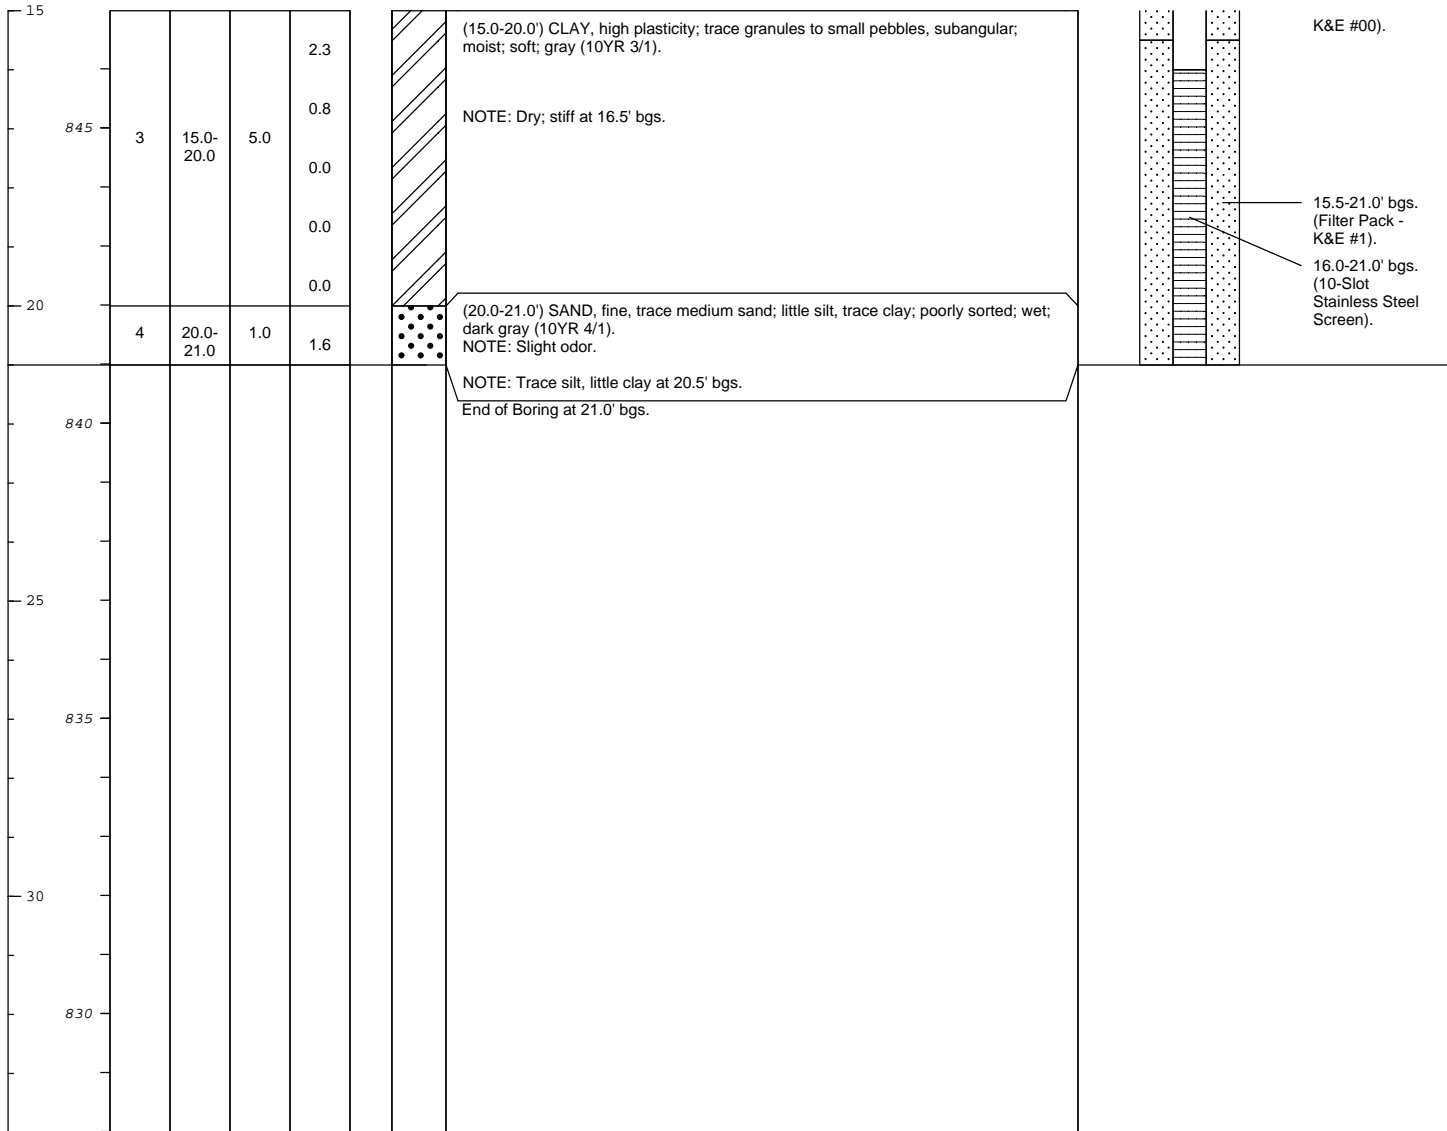 15
20
25
30
845
840
835
830
3
15.0-
20.0
5.0
2.3
0.8
0.0
0.0
0.0
4
20.0-
21.0
1.0
1.6
(15.0-20.0') CLAY, high plasticity; trace granules to small pebbles, subangular;
moist; soft; gray (10YR 3/1).
NOTE: Dry; stiff at 16.5' bgs.
(20.0-21.0') SAND, fine, trace medium sand; little silt, trace clay; poorly sorted; wet;
dark gray (10YR 4/1).
NOTE: Slight odor.
NOTE: Trace silt, little clay at 20.5' bgs.
End of Boring at 21.0' bgs.
K&E #00).
15.5-21.0' bgs.
(Filter Pack -
K&E #1).
16.0-21.0' bgs.
(10-Slot
Stainless Steel
Screen).